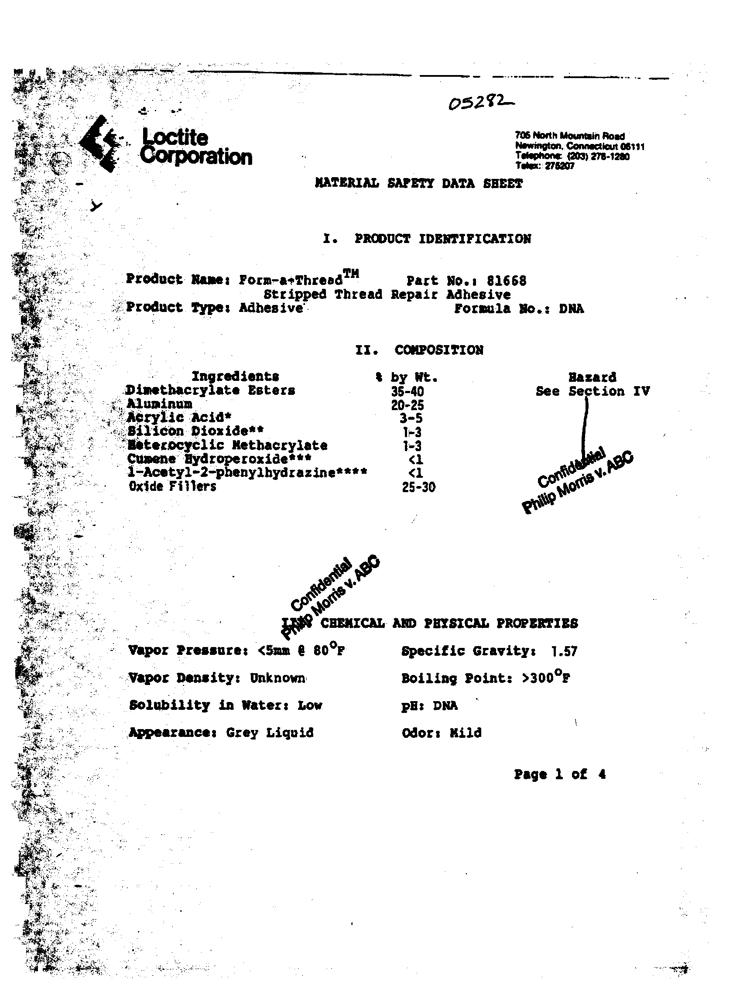 05282
Loctite
Corporation
705 North Mountain Road
Newington, Connecticut 06111
Telephone: (203) 278-1280
Telex: 275207
MATERIAL SAFETY DATA SHEET
I. PRODUCT IDENTIFICATION
Product Name: Form-a-Thread™ Part No.: 81668
Stripped Thread Repair Adhesive
Product Type: Adhesive Formula No.: DNA
II. COMPOSITION
Ingredients % by Wt. Hazard
Dimethacrylate Esters 35-40 See Section IV
Aluminum 20-25
Acrylic Acid* 3-5
Silicon Dioxide** 1-3
Heterocyclic Methacrylate 1-3
Cumene Hydroperoxide*** <1
1-Acetyl-2-phenylhydrazine**** <1
Oxide Fillers 25-30
Confidential
Philip Morris v. ABC
Confidential
Philip Morris v. ABC
CHEMICAL AND PHYSICAL PROPERTIES
Vapor Pressure: <5mm @ 80°F Specific Gravity: 1.57
Vapor Density: Unknown Boiling Point: >300°F
Solubility in Water: Low pH: DNA
Appearance: Grey Liquid Odor: Mild
Page 1 of 4